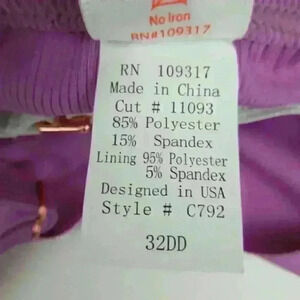 No Iron
RN#109317
RN 109317
Made in China
Cut # 11093
85% Polyester
15% Spandex
Lining 95% Polyester
5% Spandex
Designed in USA
Style # C792
32DD